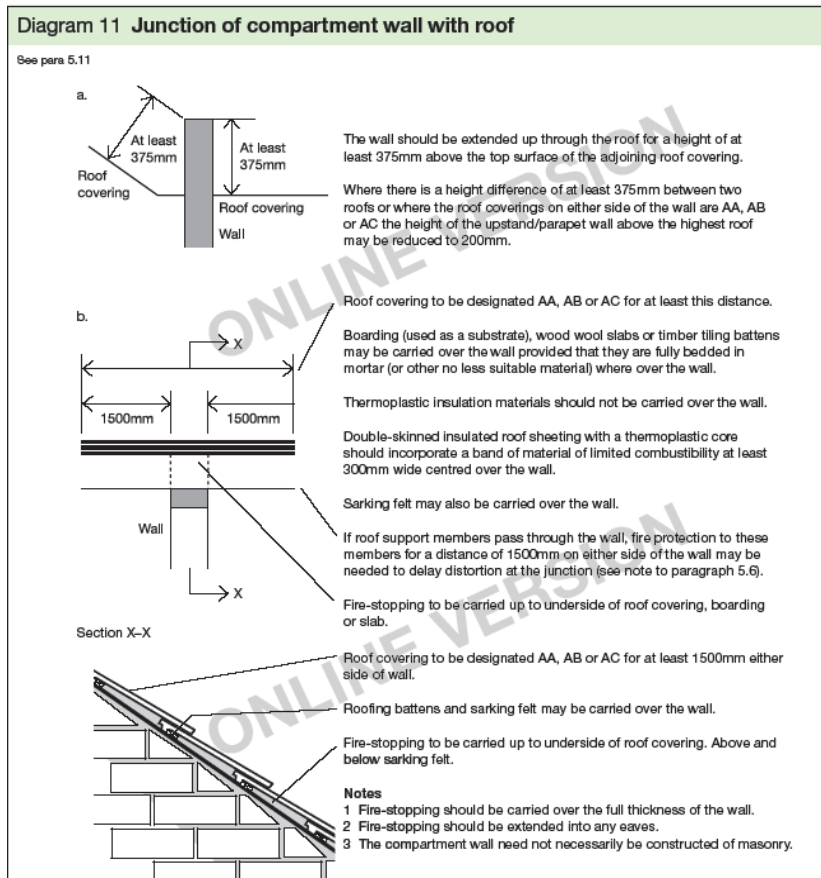 Diagram 11 Junction of compartment wall with roof
See para 5.11
a.
At least
375mm
At least
375mm
Roof
covering
Roof covering
Wall
The wall should be extended up through the roof for a height of at
least 375mm above the top surface of the adjoining roof covering.
Where there is a height difference of at least 375mm between two
roofs or where the roof coverings on either side of the wall are AA, AB
or AC the height of the upstand/parapet wall above the highest roof
may be reduced to 200mm.
ONLINE VERSION
b.
X
1500mm
1500mm
Wall
X
Roof covering to be designated AA, AB or AC for at least this distance.
Boarding (used as a substrate), wood wool slabs or timber tiling battens
may be carried over the wall provided that they are fully bedded in
mortar (or other no less suitable material) where over the wall.
Thermoplastic insulation materials should not be carried over the wall.
Double-skinned insulated roof sheeting with a thermoplastic core
should incorporate a band of material of limited combustibility at least
300mm wide centred over the wall.
Sarking felt may also be carried over the wall.
If roof support members pass through the wall, fire protection to these
members for a distance of 1500mm on either side of the wall may be
needed to delay distortion at the junction (see note to paragraph 5.6).
Fire-stopping to be carried up to underside of roof covering, boarding
or slab.
ONLINE VERSION
Section X–X
Roof covering to be designated AA, AB or AC for at least 1500mm either
side of wall.
Roofing battens and sarking felt may be carried over the wall.
Fire-stopping to be carried up to underside of roof covering. Above and
below sarking felt.
Notes
1 Fire-stopping should be carried over the full thickness of the wall.
2 Fire-stopping should be extended into any eaves.
3 The compartment wall need not necessarily be constructed of masonry.